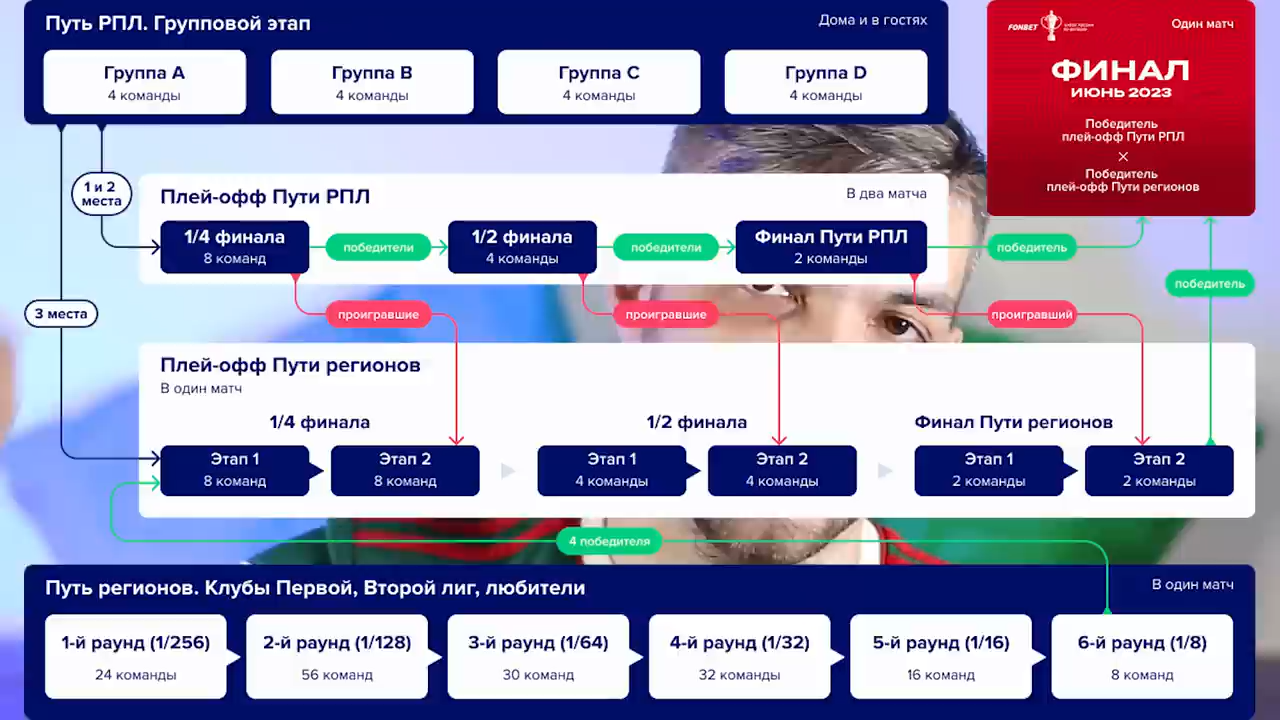 Путь РПЛ. Групповой этап
Дома и в гостях
Группа A
4 команды
Группа B
4 команды
Группа C
4 команды
Группа D
4 команды
FONBET
Один матч
ФИНАЛ
ИЮНЬ 2023
Победитель
плей-офф Пути РПЛ
×
Победитель
плей-офф Пути регионов
1 и 2
места
3 места
Плей-офф Пути РПЛ
В два матча
1/4 финала
8 команд
победители
1/2 финала
4 команды
победители
Финал Пути РПЛ
2 команды
победитель
победитель
проигравшие
проигравшие
проигравший
Плей-офф Пути регионов
В один матч
1/4 финала
1/2 финала
Финал Пути регионов
Этап 1
8 команд
Этап 2
8 команд
Этап 1
4 команды
Этап 2
4 команды
Этап 1
2 команды
Этап 2
2 команды
4 победителя
Путь регионов. Клубы Первой, Второй лиг, любители
В один матч
1-й раунд (1/256)
24 команды
2-й раунд (1/128)
56 команд
3-й раунд (1/64)
30 команд
4-й раунд (1/32)
32 команды
5-й раунд (1/16)
16 команд
6-й раунд (1/8)
8 команд